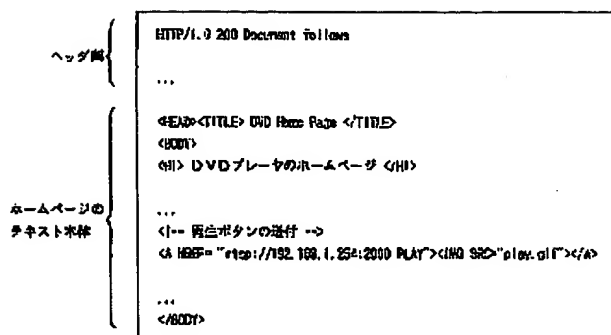 ヘッダ部
HTTP/1.0 200 Document follows
...
ホームページの
テキスト本体
<HEAD><TITLE> DVD Home Page </TITLE>
<BODY>
<H1> DVDプレーヤのホームページ </H1>
...
<!-- 再生ボタンの送付 -->
<A HREF= "rtsp://192.168.1.254:2000 PLAY"><IMG SRC="play.gif"></A>
...
</BODY>